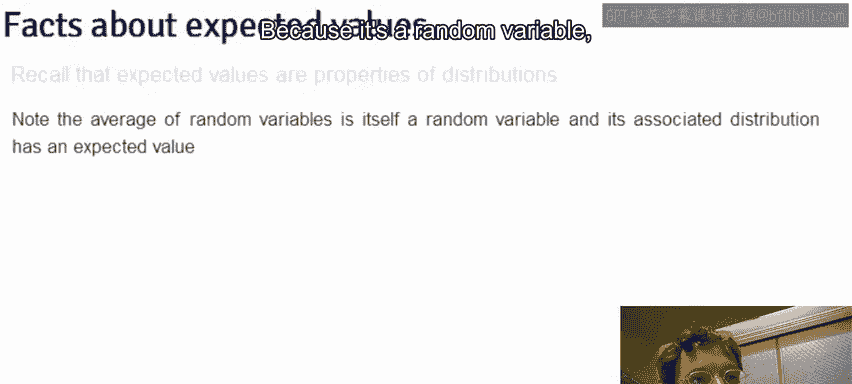 Facts about expected values
Because it's a random variable,
GPT中英字幕课程资源@bilibili.com
Recall that expected values are properties of distributions
Note the average of random variables is itself a random variable and its associated distribution
has an expected value